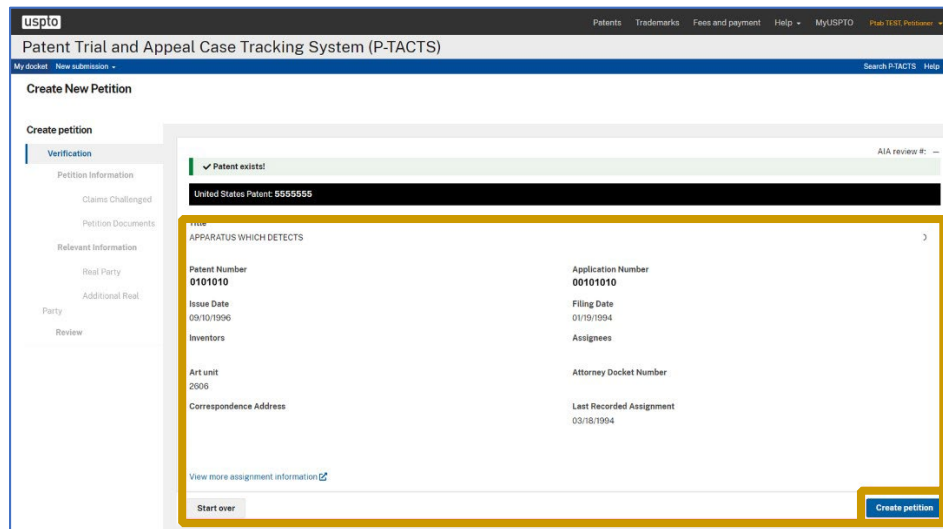 uspto
Patents Trademarks Fees and payment Help MyUSPTO Ptab TEST, Petitioner
Patent Trial and Appeal Case Tracking System (P-TACTS)
My docket New submission Search P-TACTS Help
Create New Petition
Create petition
Verification
Petition Information
Claims Challenged
Petition Documents
Relevant Information
Real Party
Additional Real
Party
Review
AIA review #: —
✓ Patent exists!
United States Patent: 5555555
Title
APPARATUS WHICH DETECTS
Patent Number Application Number
0101010 00101010
Issue Date Filing Date
09/10/1996 01/19/1994
Inventors Assignees
Art unit Attorney Docket Number
2606
Correspondence Address Last Recorded Assignment
03/18/1994
View more assignment information
Start over Create petition